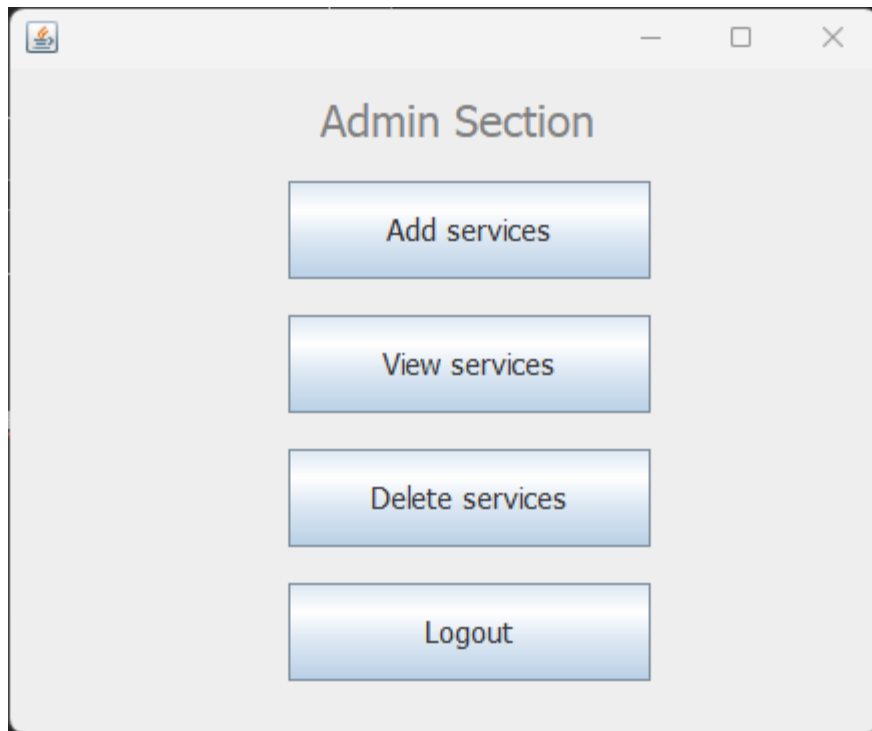 Admin Section
Add services
View services
Delete services
Logout